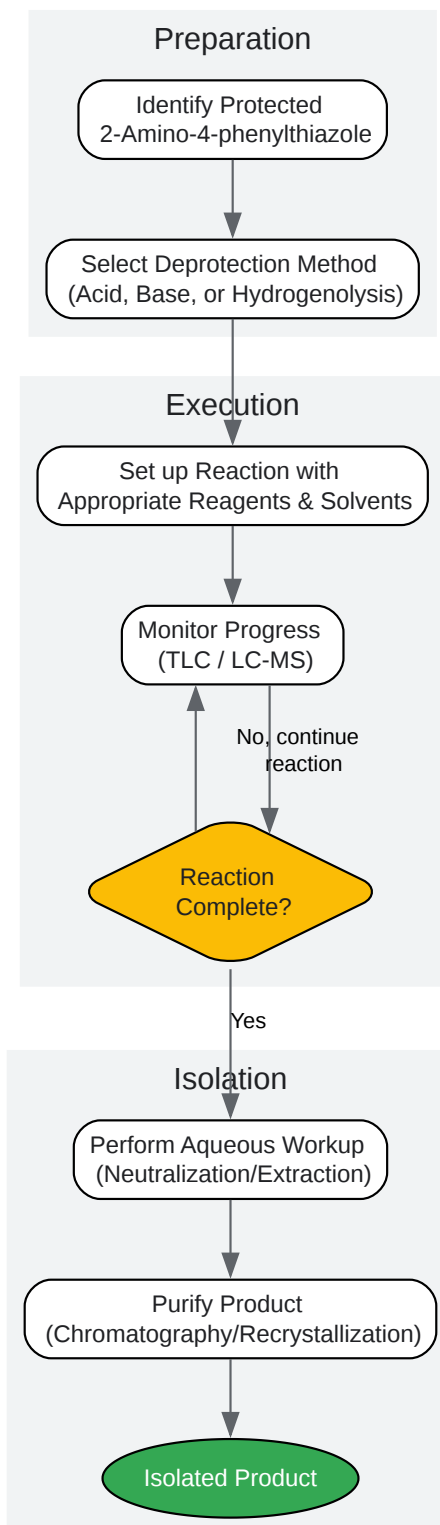 Preparation
Identify Protected
2-Amino-4-phenylthiazole
Select Deprotection Method
(Acid, Base, or Hydrogenolysis)
Execution
Set up Reaction with
Appropriate Reagents & Solvents
Monitor Progress
(TLC / LC-MS)
No, continue
reaction
Reaction
Complete?
Yes
Isolation
Perform Aqueous Workup
(Neutralization/Extraction)
Purify Product
(Chromatography/Recrystallization)
Isolated Product